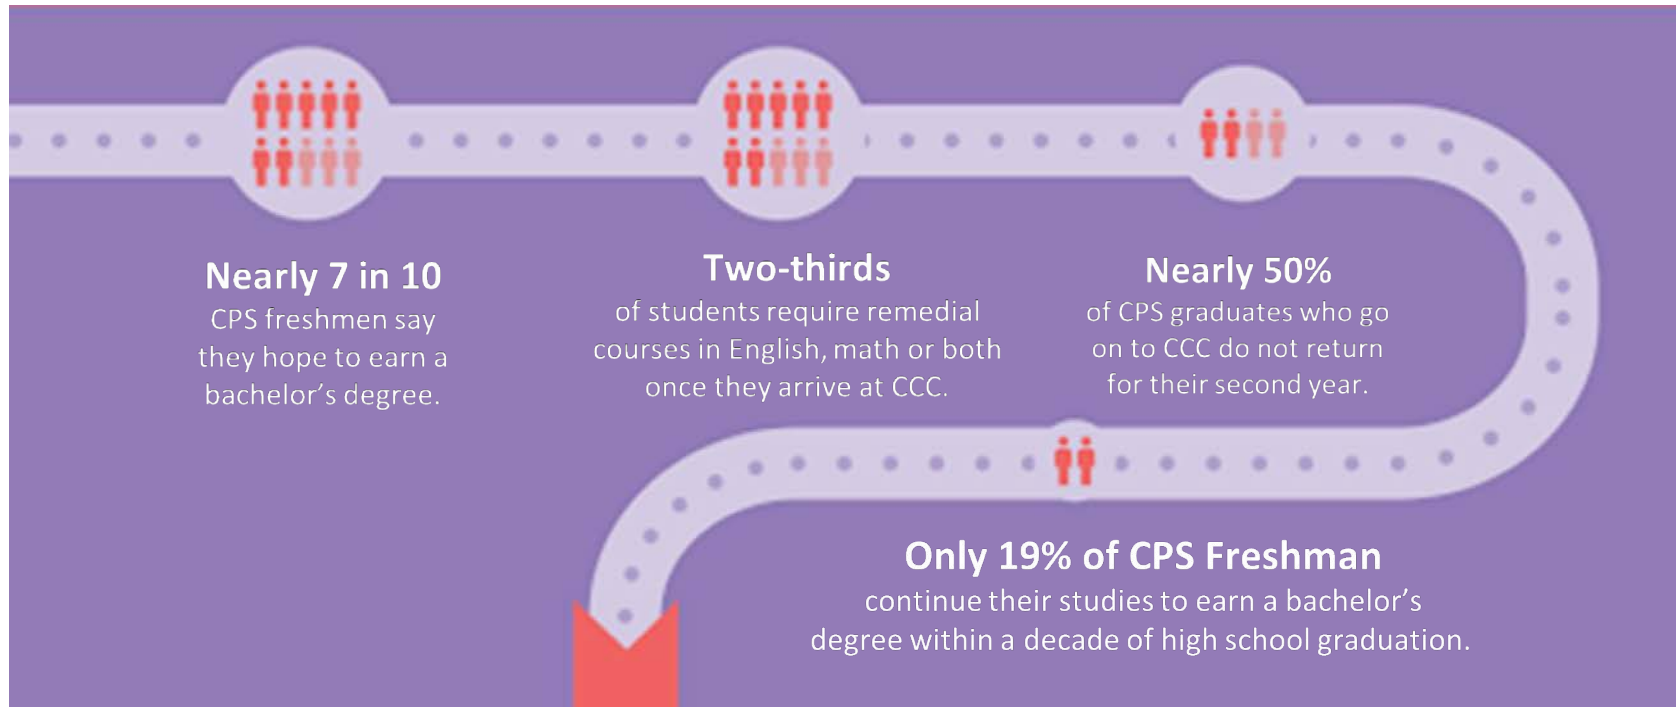 Nearly 7 in 10
CPS freshmen say
they hope to earn a
bachelor’s degree.
Two-thirds
of students require remedial
courses in English, math or both
once they arrive at CCC.
Nearly 50%
of CPS graduates who go
on to CCC do not return
for their second year.
Only 19% of CPS Freshman
continue their studies to earn a bachelor’s
degree within a decade of high school graduation.